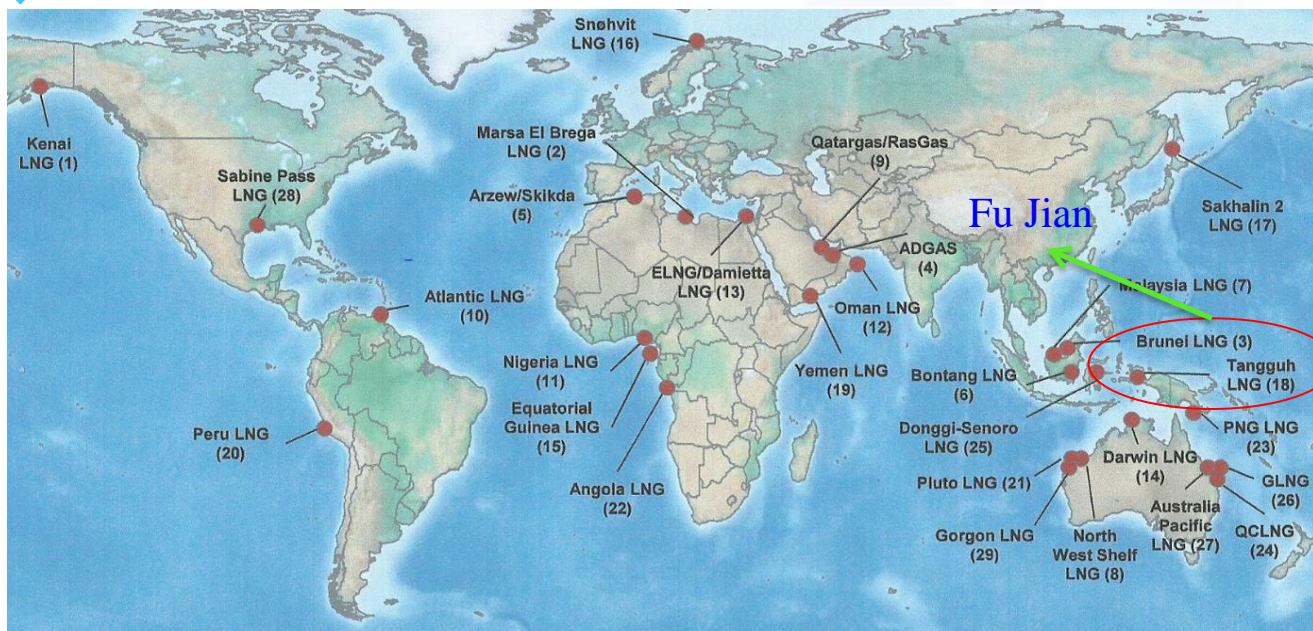 Snøhvit
LNG (16)
Kenai
LNG (1)
Marsa El Brega
LNG (2)
Qatargas/RasGas
(9)
Sabine Pass
LNG (28)
Arzew/Skikda
(5)
Fu Jian
Sakhalin 2
LNG (17)
ADGAS
(4)
ELNG/Damietta
LNG (13)
Malaysia LNG (7)
Atlantic LNG
(10)
Oman LNG
(12)
Brunei LNG (3)
Nigeria LNG
(11)
Yemen LNG
(19)
Bontang LNG
(6)
Tangguh
LNG (18)
Equatorial
Guinea LNG
(15)
Donggi-Senoro
LNG (25)
PNG LNG
(23)
Peru LNG
(20)
Darwin LNG
(14)
Angola LNG
(22)
Pluto LNG (21)
GLNG
(26)
Australia
Pacific
LNG (27)
Gorgon LNG
(29)
North
West Shelf
LNG (8)
QCLNG
(24)